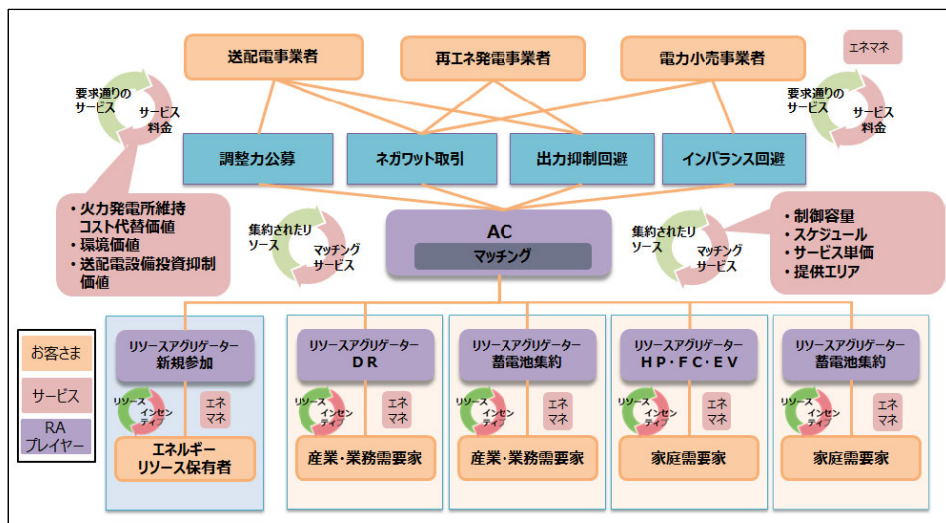 送配電事業者
再エネ発電事業者
電力小売事業者
エネマネ
要求通りの
サービス
サービス
料金
要求通りの
サービス
サービス
料金
調整力公募
ネガワット取引
出力抑制回避
インバランス回避
・火力発電所維持
コスト代替価値
・環境価値
・送配電設備投資抑制
価値
集約されたリ
ソース
マッチング
サービス
AC
マッチング
集約されたリ
ソース
マッチング
サービス
・制御容量
・スケジュール
・サービス単価
・提供エリア
お客さま
サービス
RA
プレイヤー
リソースアグリゲーター
新規参加
リソース
インセン
ティブ
エネ
マネ
エネルギー
リソース保有者
リソースアグリゲーター
DR
リソース
インセン
ティブ
エネ
マネ
産業・業務需要家
リソースアグリゲーター
蓄電池集約
リソース
インセン
ティブ
エネ
マネ
産業・業務需要家
リソースアグリゲーター
HP・FC・EV
リソース
インセン
ティブ
エネ
マネ
家庭需要家
リソースアグリゲーター
蓄電池集約
リソース
インセン
ティブ
エネ
マネ
家庭需要家